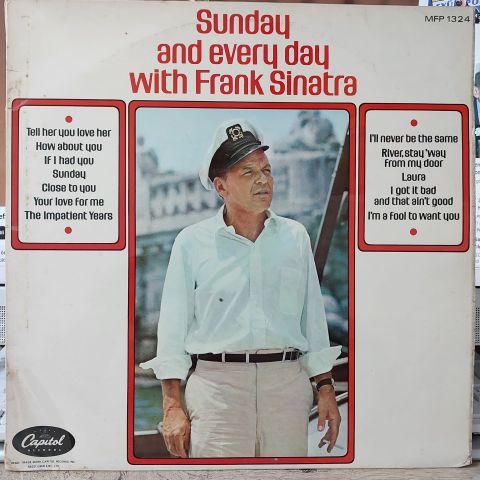 MFP 1324
Sunday
and every day
with Frank Sinatra
Tell her you love her
How about you
If I had you
Sunday
Close to you
Your love for me
The Impatient Years
I'll never be the same
River, stay 'way
from my door
Laura
I got it bad
and that ain't good
I'm a fool to want you
Capitol
RECORDS